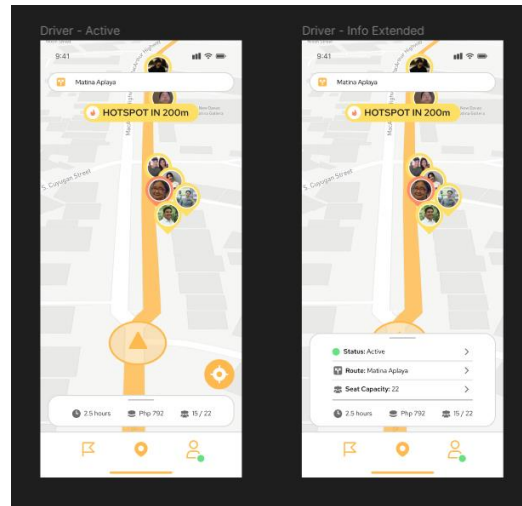 Driver - Active
9:41
Matina Aplaya
HOTSPOT IN 200m
S. Cuyugan Street
2.5 hours
Php 792
15 / 22
Driver - Info Extended
9:41
Matina Aplaya
HOTSPOT IN 200m
S. Cuyugan Street
Status: Active
Route: Matina Aplaya
Seat Capacity: 22
2.5 hours
Php 792
15 / 22